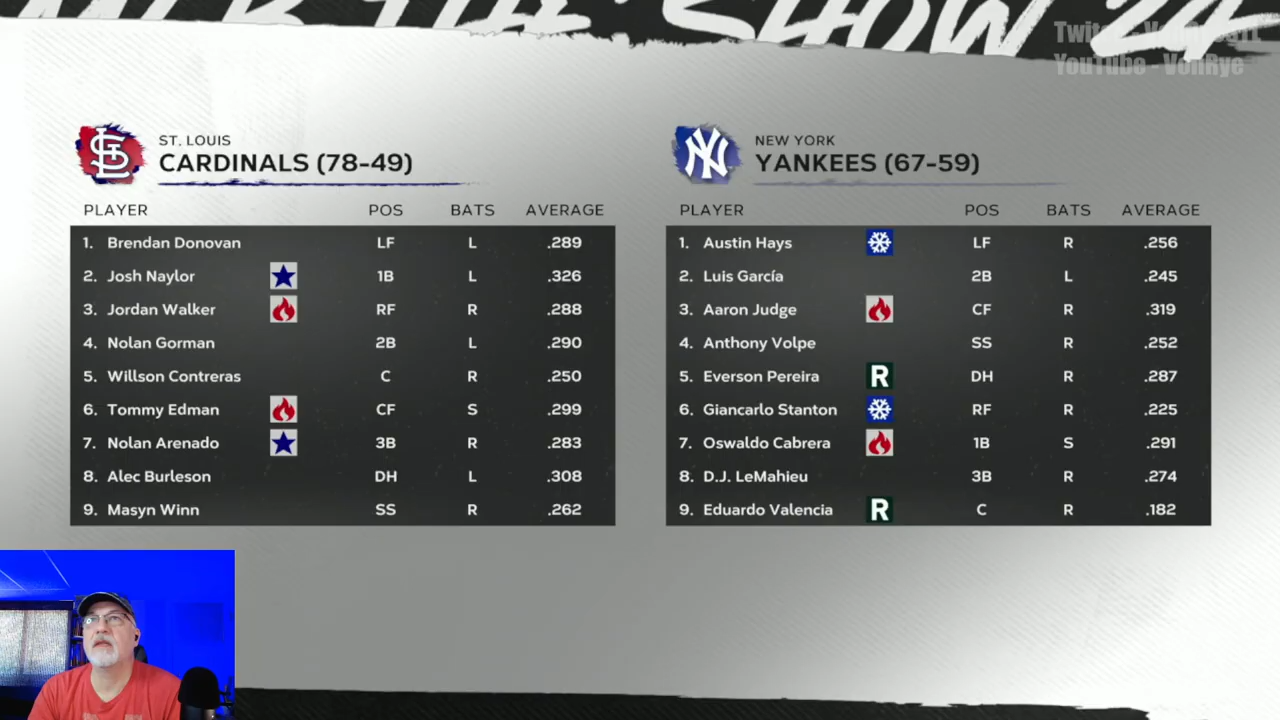 MLB THE SHOW 24
YouTube - VonRye
ST. LOUIS
CARDINALS (78-49)
PLAYER POS BATS AVERAGE
1. Brendan Donovan LF L .289
2. Josh Naylor 1B L .326
3. Jordan Walker RF R .288
4. Nolan Gorman 2B L .290
5. Willson Contreras C R .250
6. Tommy Edman CF S .299
7. Nolan Arenado 3B R .283
8. Alec Burleson DH L .308
9. Masyn Winn SS R .262
NEW YORK
YANKEES (67-59)
PLAYER POS BATS AVERAGE
1. Austin Hays LF R .256
2. Luis García 2B L .245
3. Aaron Judge CF R .319
4. Anthony Volpe SS R .252
5. Everson Pereira R DH R .287
6. Giancarlo Stanton RF R .225
7. Oswaldo Cabrera 1B S .291
8. D.J. LeMahieu 3B R .274
9. Eduardo Valencia R C R .182